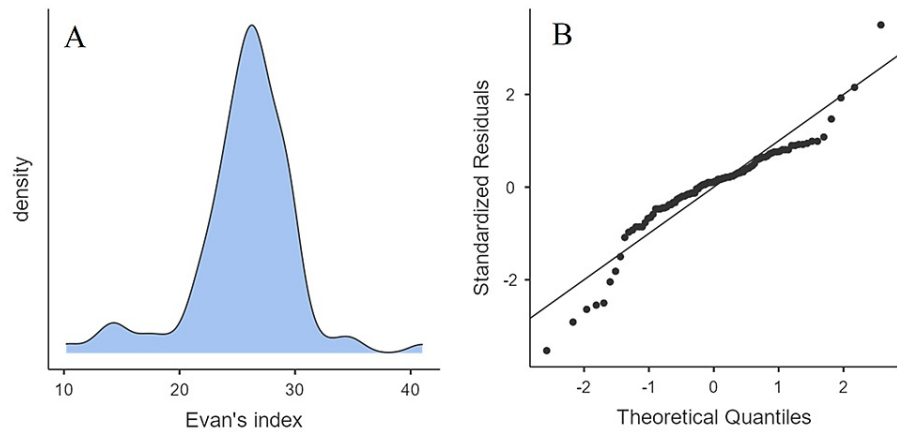 A
density
10 20 30 40
Evan's index
B
Standardized Residuals
2
0
-2
-2 -1 0 1 2
Theoretical Quantiles